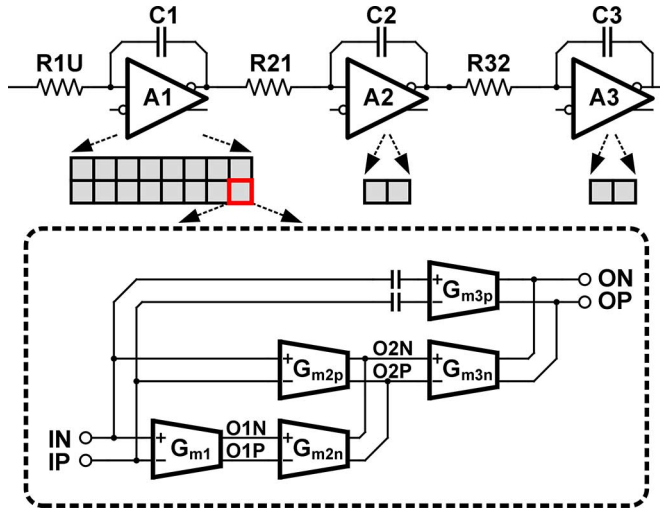 C1 C2 C3
R1U R21 R32
A1 A2 A3
+ Gm3p ON
− OP
+ Gm2p O2N + Gm3n
− O2P −
IN + Gm1 O1N + Gm2n
IP − O1P −